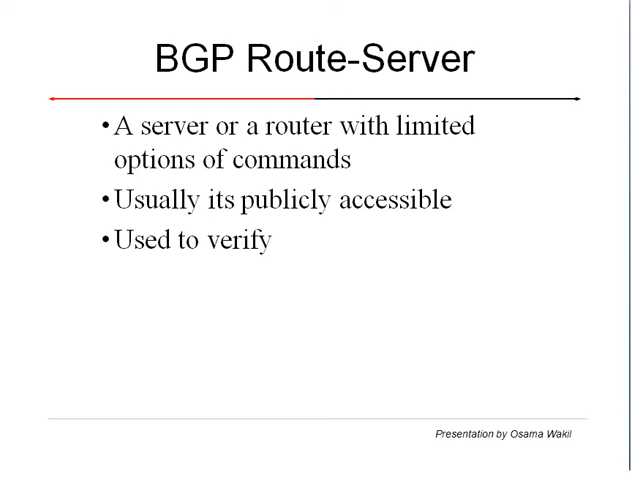 BGP Route-Server
• A server or a router with limited
options of commands
• Usually its publicly accessible
• Used to verify
Presentation by Osama Wakil